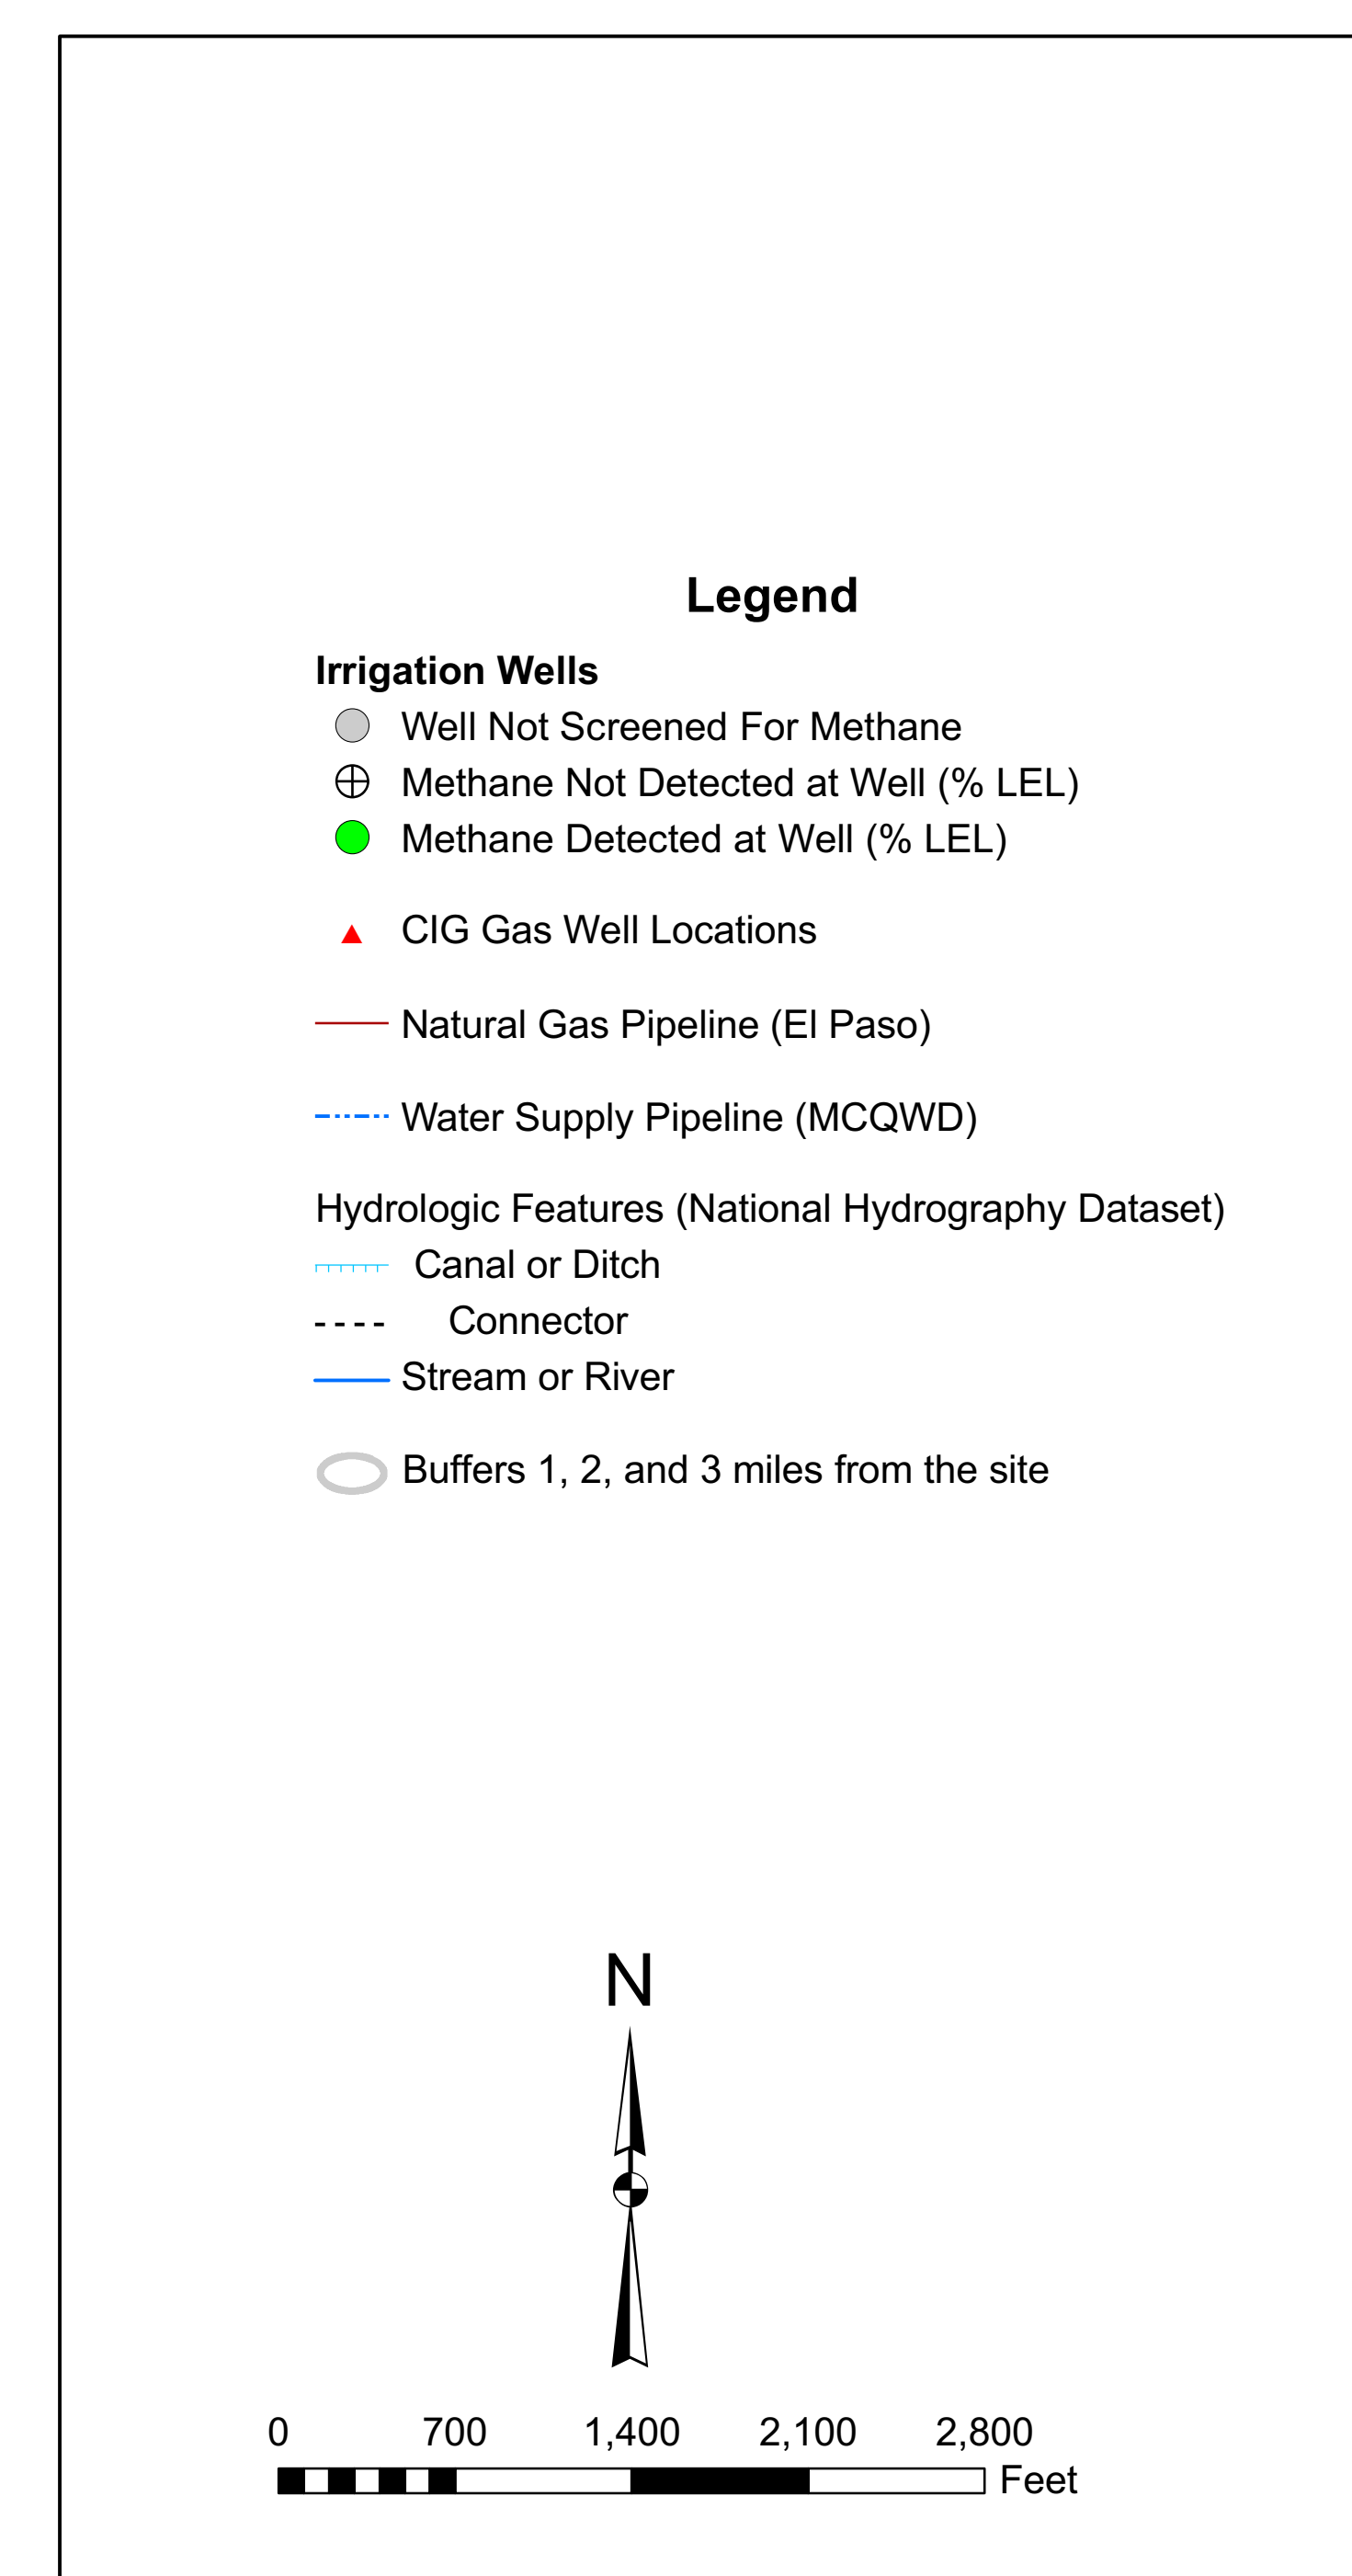 Legend
Irrigation Wells
Well Not Screened For Methane
Methane Not Detected at Well (% LEL)
Methane Detected at Well (% LEL)
CIG Gas Well Locations
Natural Gas Pipeline (El Paso)
Water Supply Pipeline (MCQWD)
Hydrologic Features (National Hydrography Dataset)
Canal or Ditch
Connector
Stream or River
Buffers 1, 2, and 3 miles from the site
N
0 700 1,400 2,100 2,800
Feet